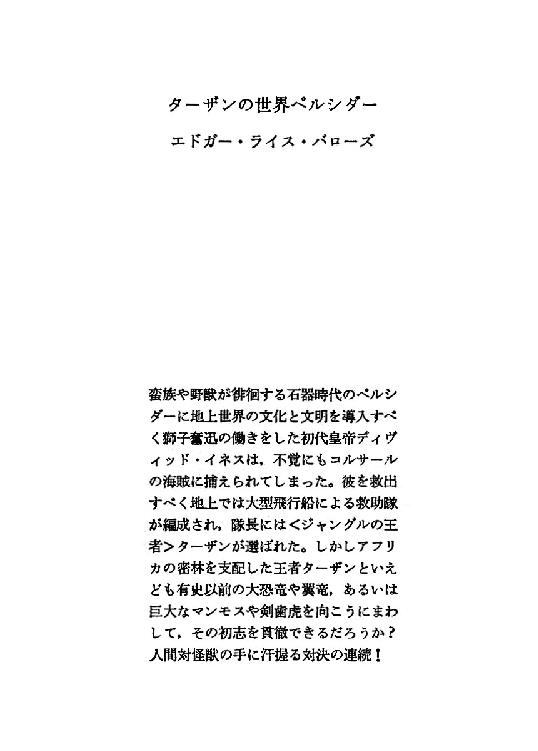 ターザンの世界ペルシダー
エドガー・ライス・バローズ
蛮族や野獣が徘徊する石器時代のペルシ
ダーに地上世界の文化と文明を導入すべ
く獅子奮迅の働きをした初代皇帝ディヴ
ィッド・イネスは，不覚にもコルサール
の海賊に捕えられてしまった。彼を救出
すべく地上では大型飛行船による救助隊
が編成され，隊長には＜ジャングルの王
者＞ターザンが選ばれた。しかしアフリ
カの密林を支配した王者ターザンといえ
ども有史以前の大恐竜や翼竜，あるいは
巨大なマンモスや剣歯虎を向こうにまわ
して，その初志を貫徹できるだろうか？
人間対怪獣の手に汗握る対決の連続！